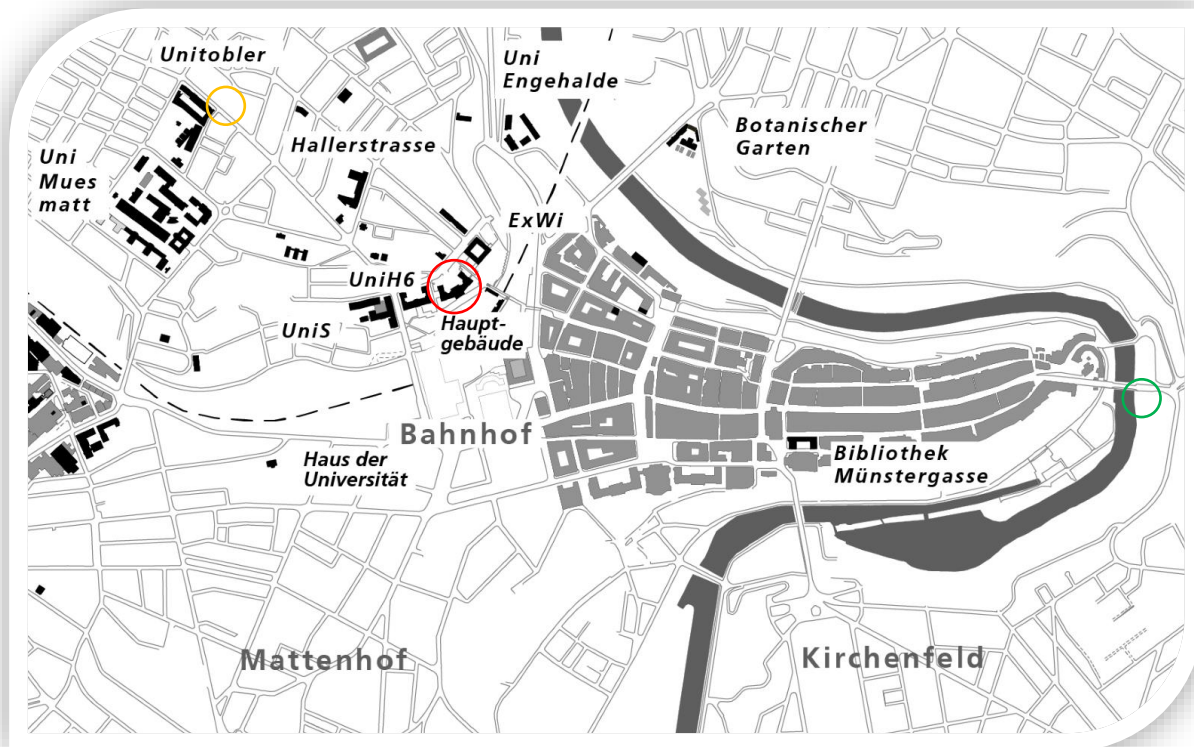 Unitobler
Uni
Engehalde
Hallerstrasse
Botanischer
Garten
Uni
Mues
matt
ExWi
UniH6
UniS
Haupt-
gebäude
Bahnhof
Haus der
Universität
Bibliothek
Münstergasse
Mattenhof
Kirchenfeld